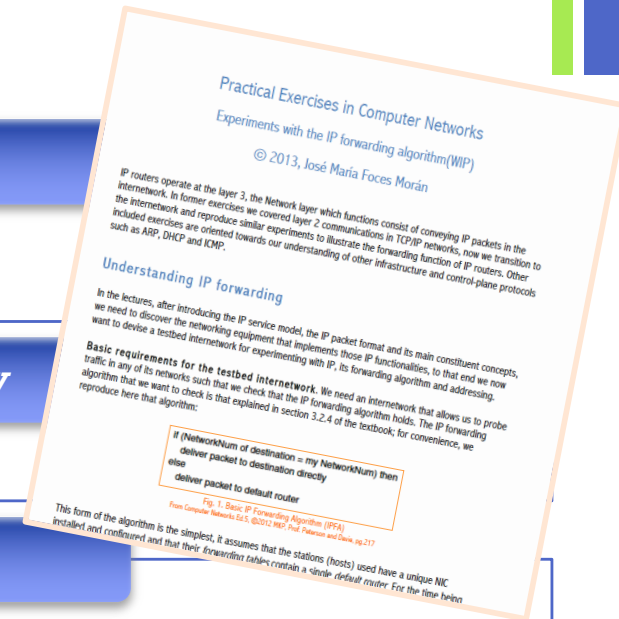 Practical Exercises in Computer Networks
Experiments with the IP forwarding algorithm(WIP)
© 2013, José María Foces Morán
IP routers operate at the layer 3, the Network layer which functions consist of conveying IP packets in the
internetwork. In former exercises we covered layer 2 communications in TCP/IP networks, now we transition to
the internetwork and reproduce similar experiments to illustrate the forwarding function of IP routers. Other
included exercises are oriented towards our understanding of other infrastructure and control-plane protocols
such as ARP, DHCP and ICMP.
Understanding IP forwarding
In the lectures, after introducing the IP service model, the IP packet format and its main constituent concepts,
we need to discover the networking equipment that implements those IP functionalities, to that end we now
want to devise a testbed internetwork for experimenting with IP, its forwarding algorithm and addressing.
Basic requirements for the testbed internetwork. We need an internetwork that allows us to probe
traffic in any of its networks such we check that the IP forwarding algorithm holds. The IP forwarding
algorithm that we want to check is that explained in section 3.2.4 of the textbook; for convenience, we
reproduce here that algorithm:
y
if (NetworkNum of destination = my NetworkNum) then
deliver packet to destination directly
else
deliver packet to default router
Fig. 1. Basic IP Forwarding Algorithm (IPFA)
From Computer Networks Ed.5, ©2012 MKP, Prof. Peterson and Davie, pg.217
This form of the algorithm is the simplest, it assumes that the stations (hosts) used have a unique NIC
installed and configured and that their forwarding tables contain a single default router. For the time being